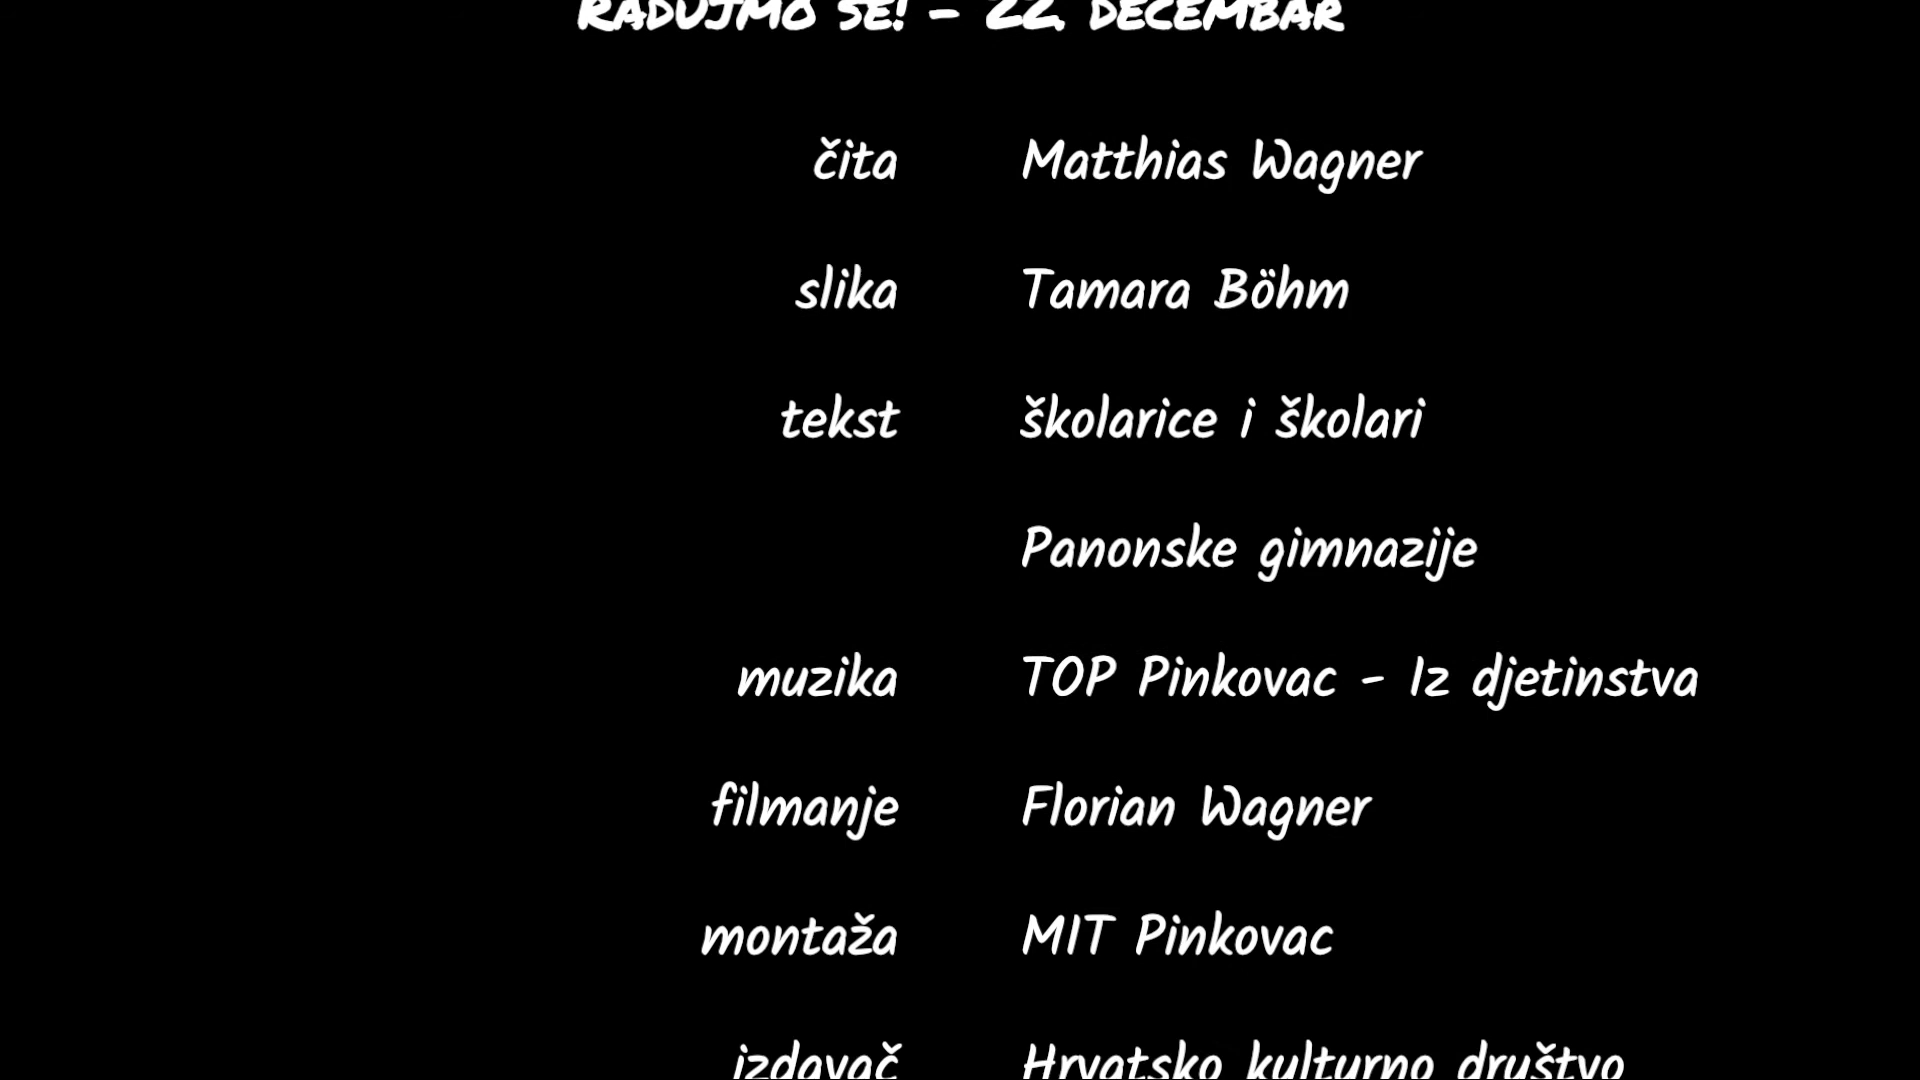 RADUJMO SE! - 22. DECEMBAR
čita Matthias Wagner
slika Tamara Böhm
tekst školarice i školari
Panonske gimnazije
muzika TOP Pinkovac - Iz djetinstva
filmanje Florian Wagner
montaža MIT Pinkovac
izdavač Hrvatsko kulturno društvo